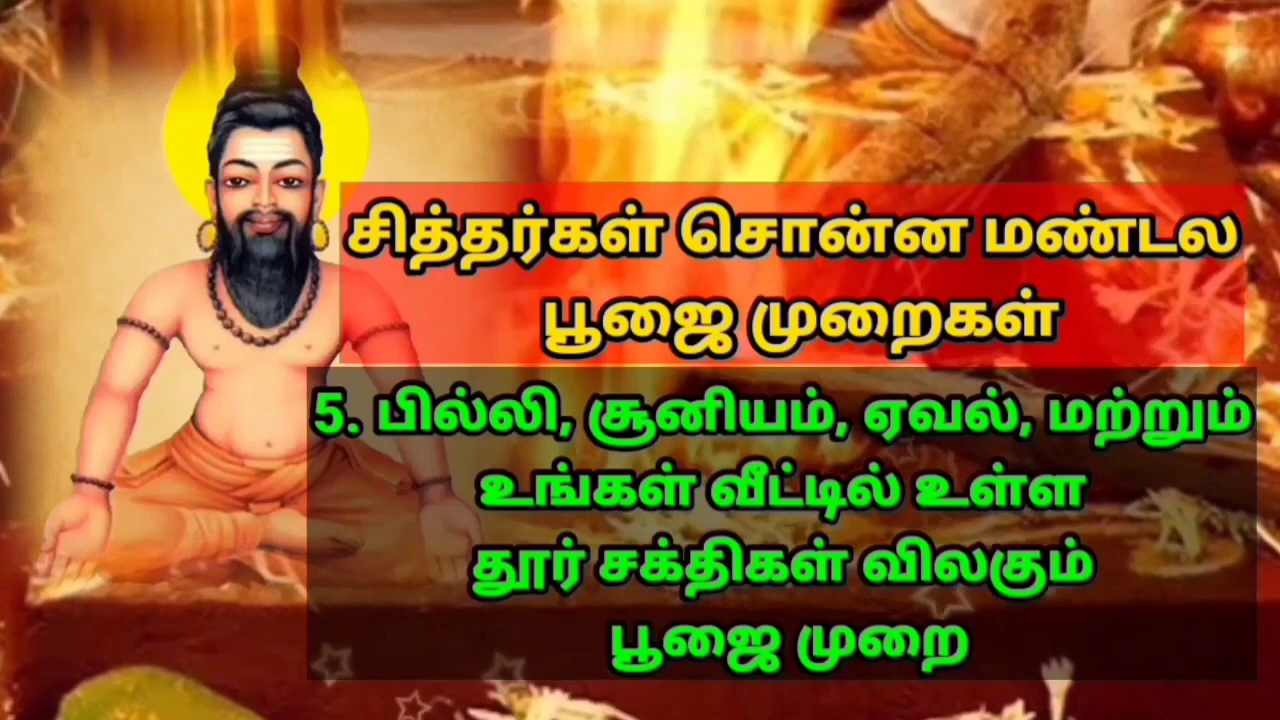 சித்தர்கள் சொன்ன மண்டல
பூஜை முறைகள்
5. பில்லி, சூனியம், ஏவல், மற்றும்
உங்கள் வீட்டில் உள்ள
தூர் சக்திகள் விலகும்
பூஜை முறை